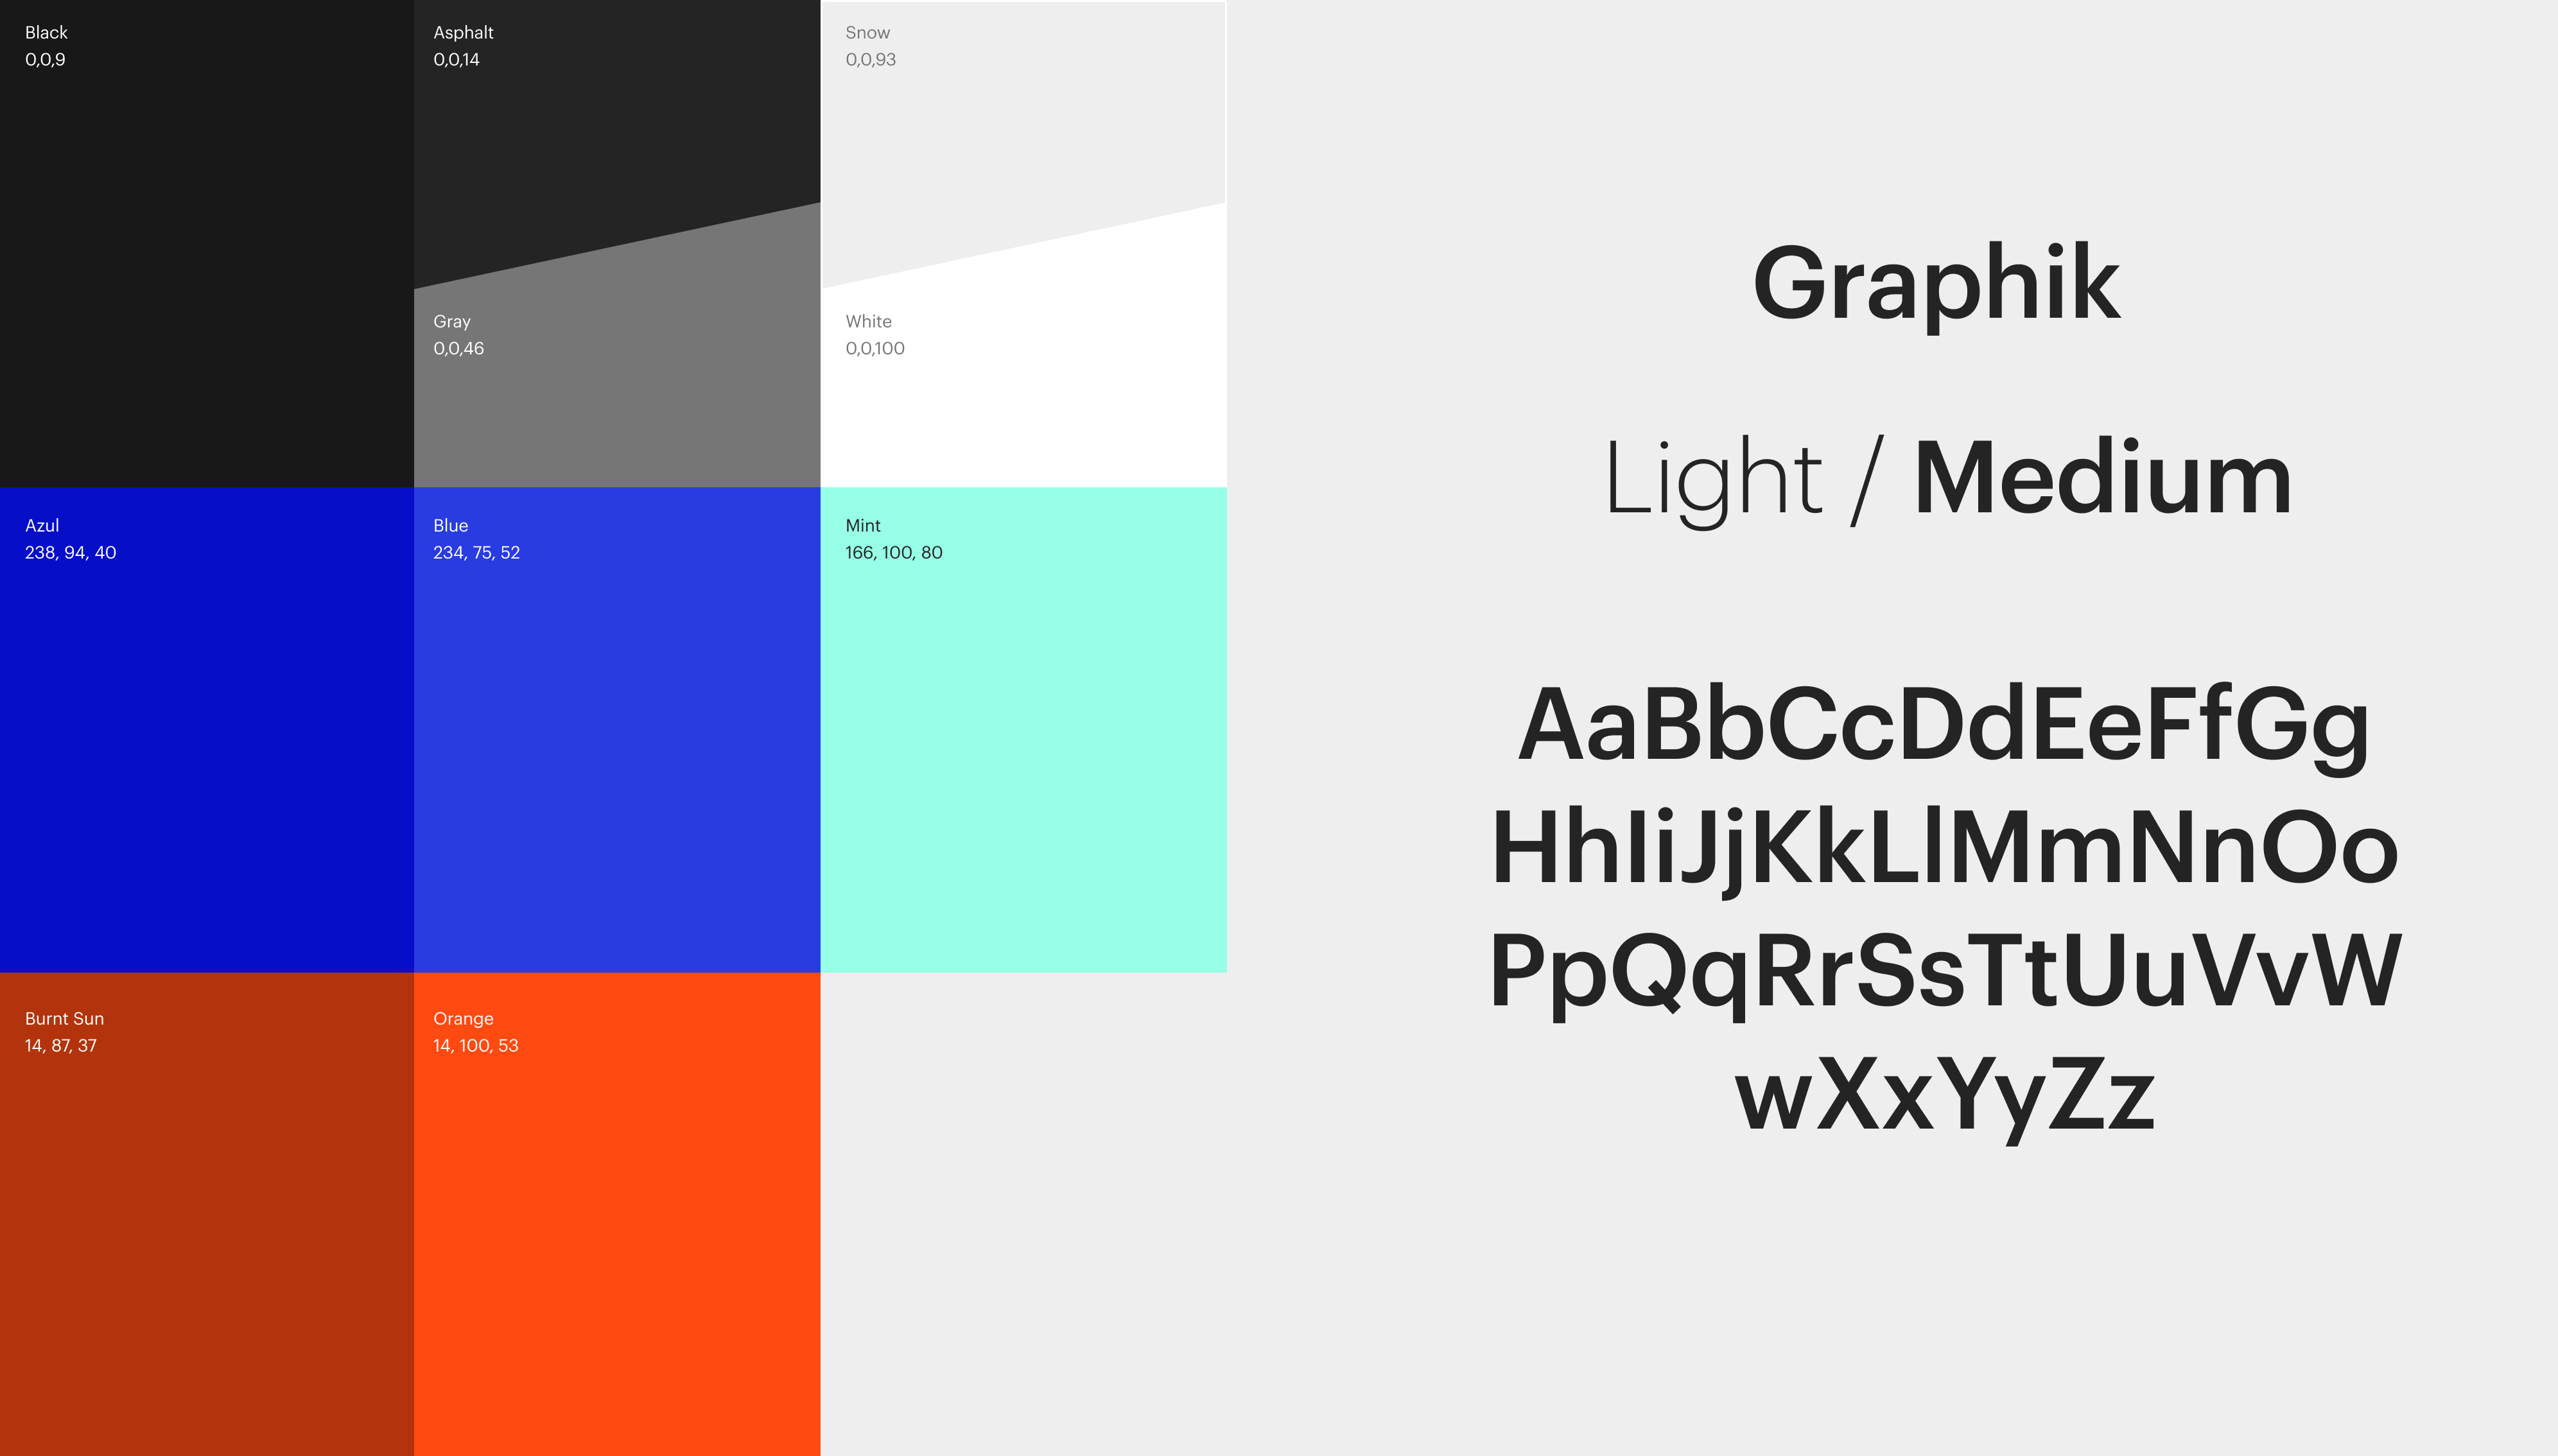 Black
0,0,9
Asphalt
0,0,14
Snow
0,0,93
Gray
0,0,46
White
0,0,100
Azul
238, 94, 40
Blue
234, 75, 52
Mint
166, 100, 80
Burnt Sun
14, 87, 37
Orange
14, 100, 53
Graphik
Light / Medium
AaBbCcDdEeFfGg
HhIiJjKkLlMmNnOo
PpQqRrSsTtUuVvW
wXxYyZz